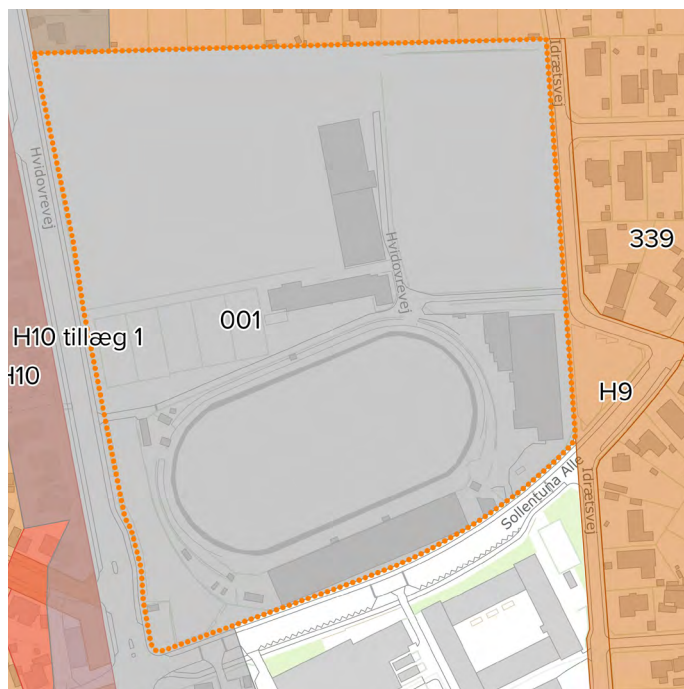 Idrætsvej
Hvidovrevej
339
Hvidovrevej
001
H10 tillæg 1
H10
H9
Sollentuna Alle
Idrætsvej